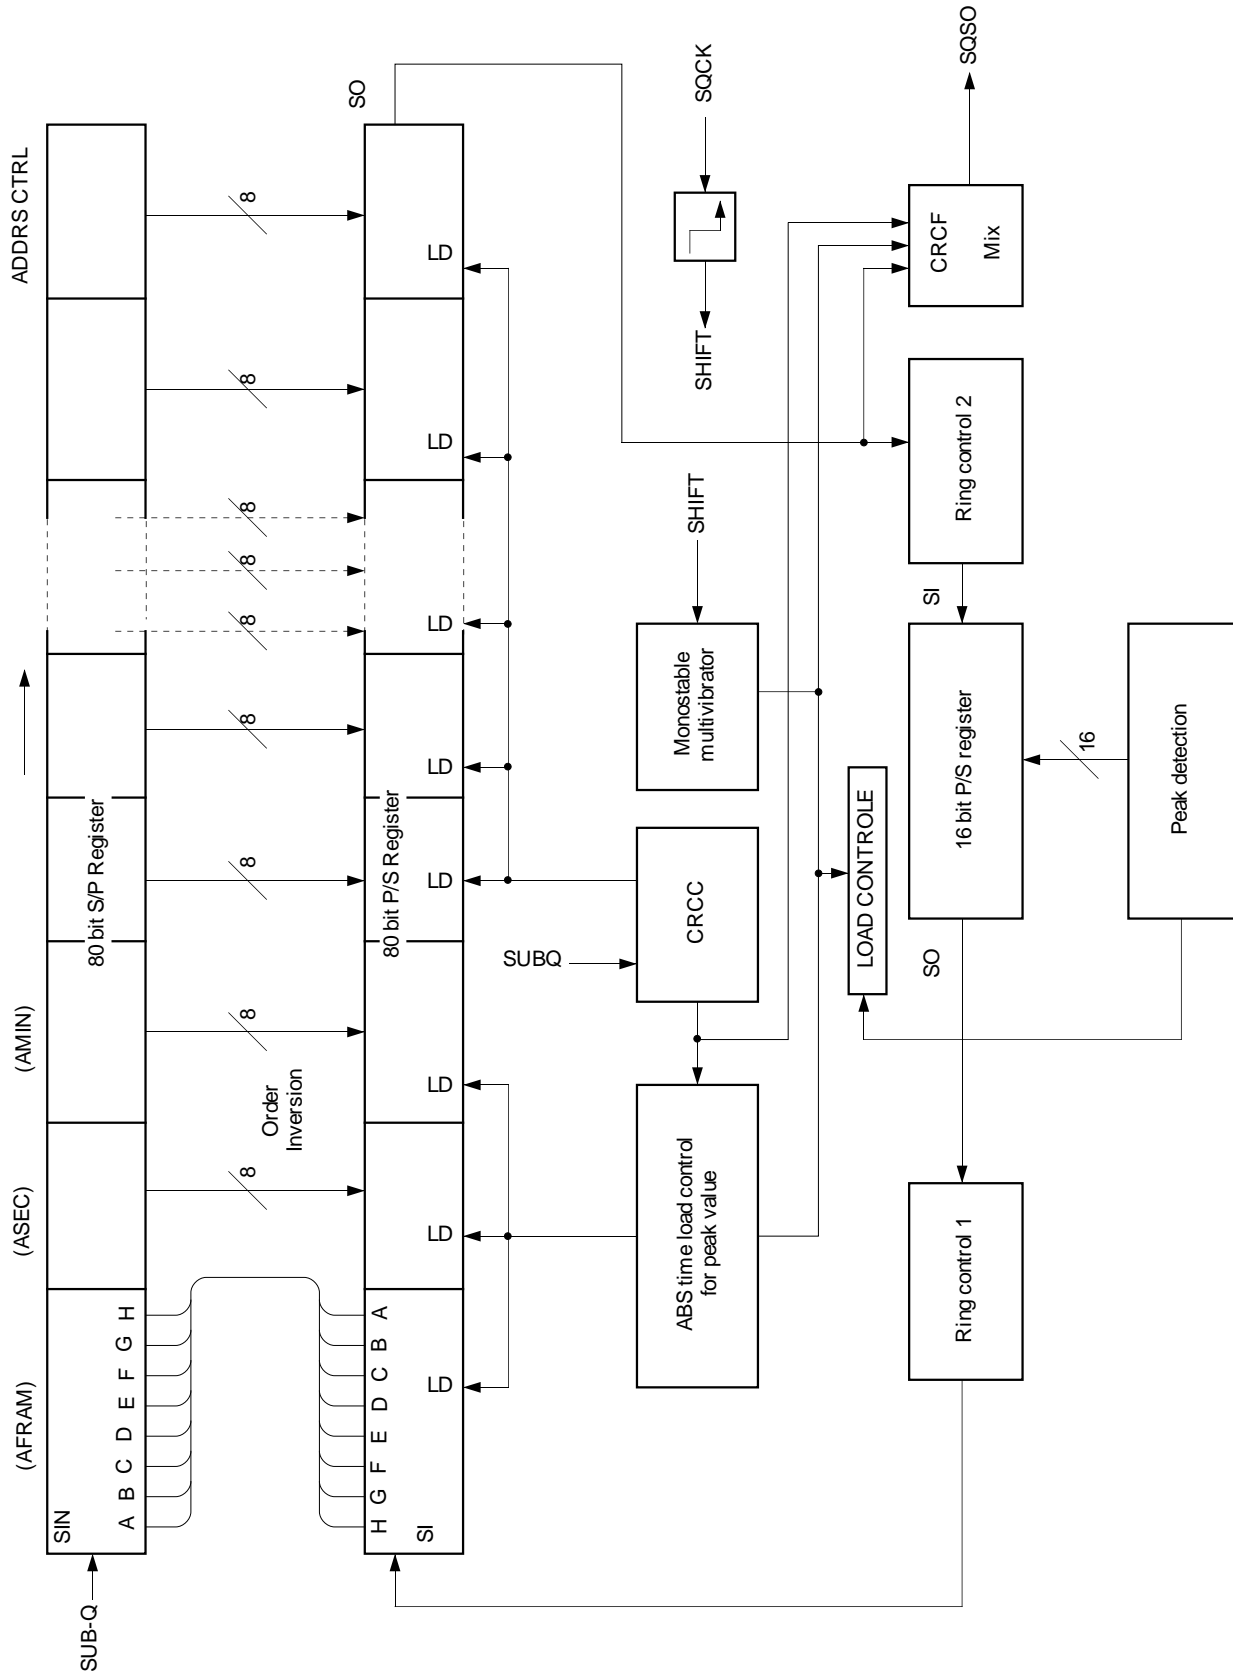 ADDRS CTRL
(AMIN)
(ASEC)
(AFRAM)
SUB-Q
SIN
A B C D E F G H
80 bit S/P Register
8
8
8
8
8
8
8
8
8
Order
Inversion
SO
80 bit P/S Register
H G F E D C B A
SI
LD
LD
LD
LD
LD
LD
LD
LD
SUBQ
CRCC
ABS time load control
for peak value
Monostable
multivibrator
SHIFT
SHIFT
SQCK
LOAD CONTROLE
CRCF
Mix
SQSO
Ring control 2
SI
16 bit P/S register
SO
Ring control 1
16
Peak detection